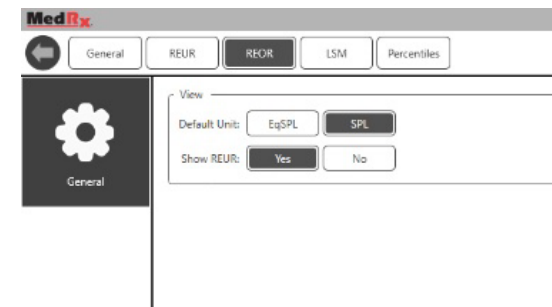 MedRx
General REUR REOR LSM Percentiles
View
Default Unit: EqSPL SPL
Show REUR: Yes No
General